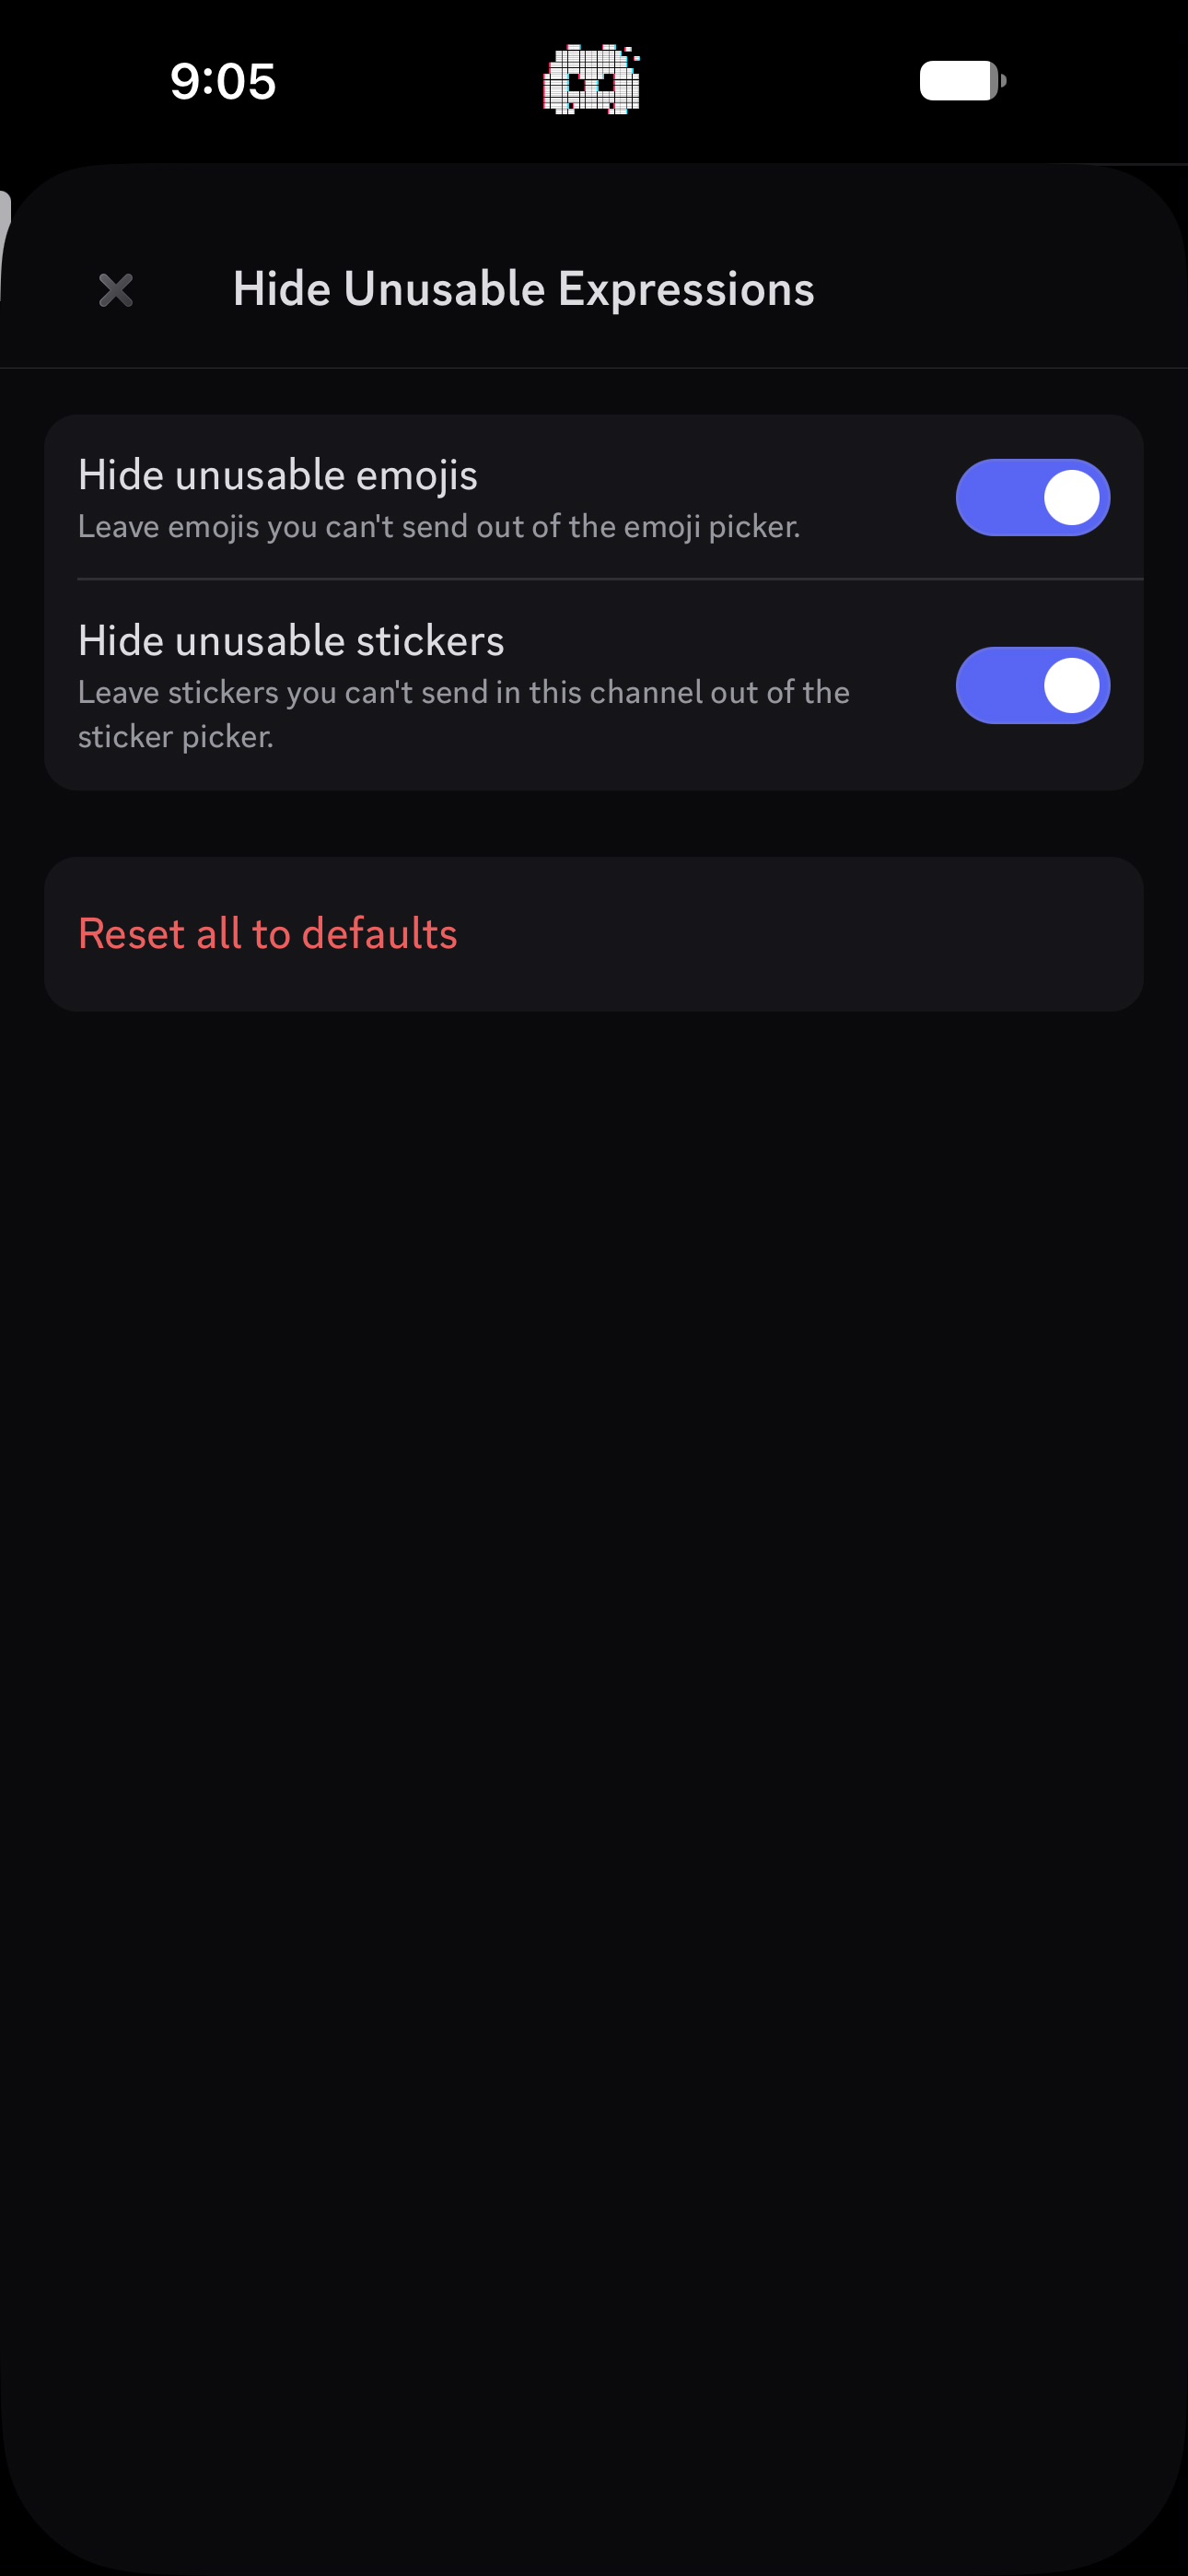 9:05
Hide Unusable Expressions
Hide unusable emojis
Leave emojis you can't send out of the emoji picker.
Hide unusable stickers
Leave stickers you can't send in this channel out of the
sticker picker.
Reset all to defaults